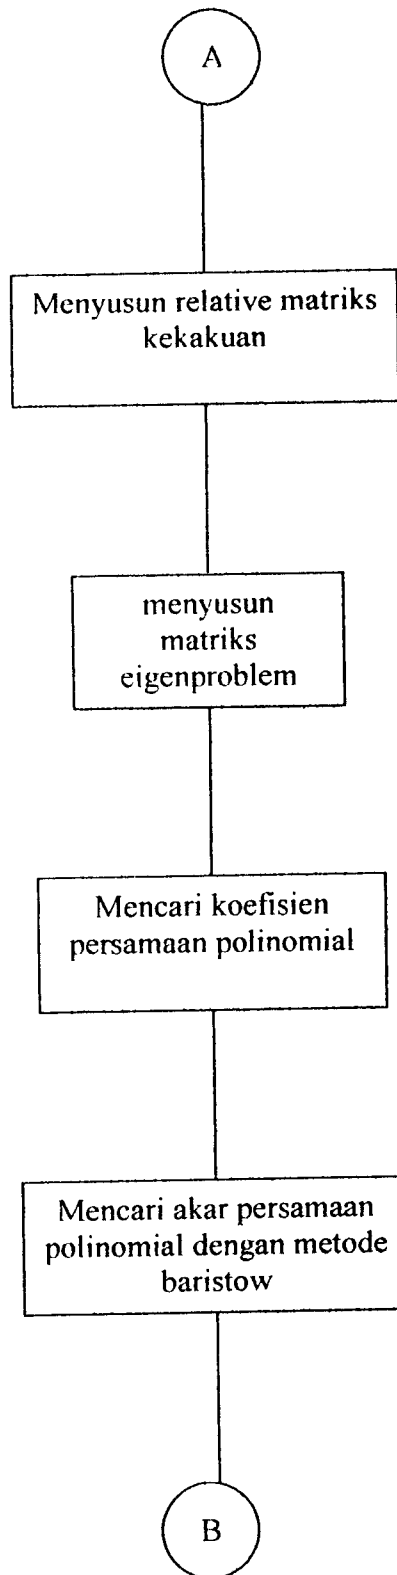 A
Menyusun relative matriks
kekakuan
menyusun
matriks
eigenproblem
Mencari koefisien
persamaan polinomial
Mencari akar persamaan
polinomial dengan metode
baristow
B